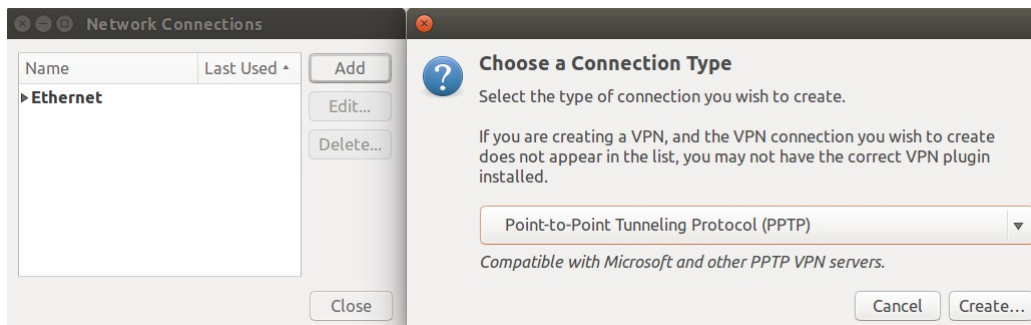 Network Connections
Name Last Used Add
Ethernet
Edit...
Delete...
Close
Choose a Connection Type
Select the type of connection you wish to create.
If you are creating a VPN, and the VPN connection you wish to create
does not appear in the list, you may not have the correct VPN plugin
installed.
Point-to-Point Tunneling Protocol (PPTP)
Compatible with Microsoft and other PPTP VPN servers.
Cancel Create...